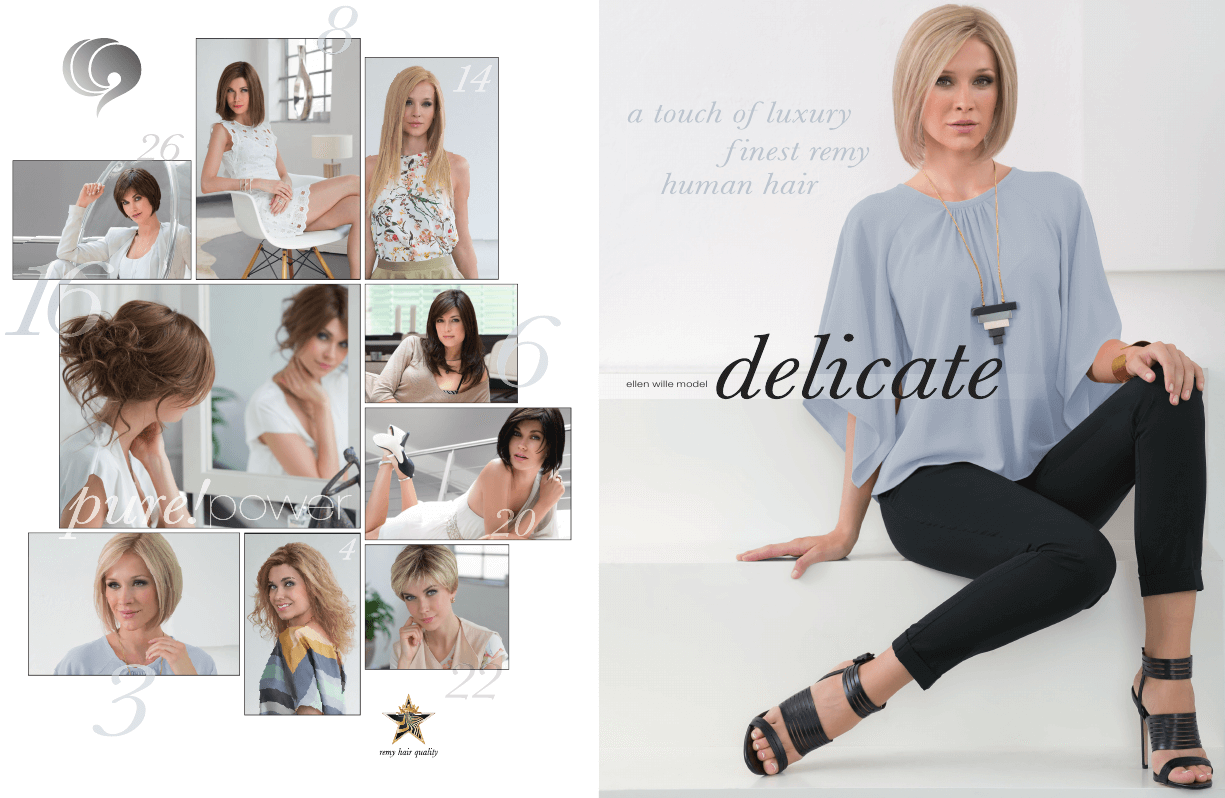 8
14
26
16
6
pure!power
20
4
3
22
remy hair quality
a touch of luxury
finest remy
human hair
ellen wille model delicate